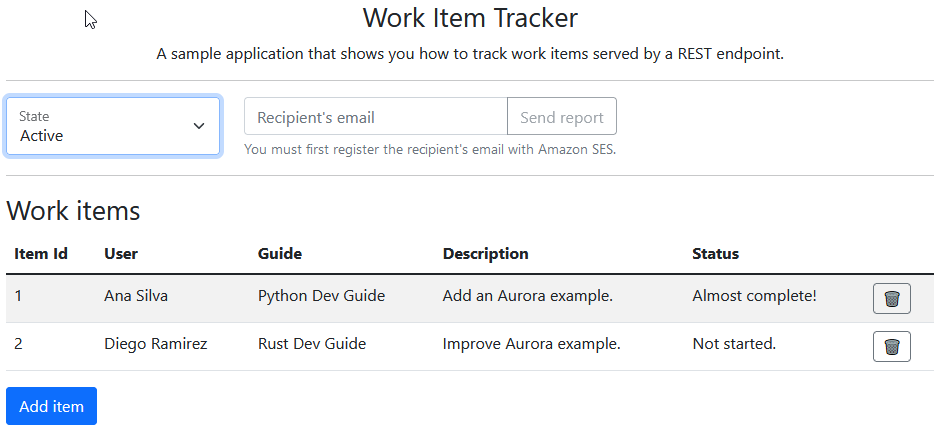 Work Item Tracker
A sample application that shows you how to track work items served by a REST endpoint.
State
Active
Recipient's email Send report
You must first register the recipient's email with Amazon SES.
Work items
Item Id User Guide Description Status
1 Ana Silva Python Dev Guide Add an Aurora example. Almost complete!
2 Diego Ramirez Rust Dev Guide Improve Aurora example. Not started.
Add item